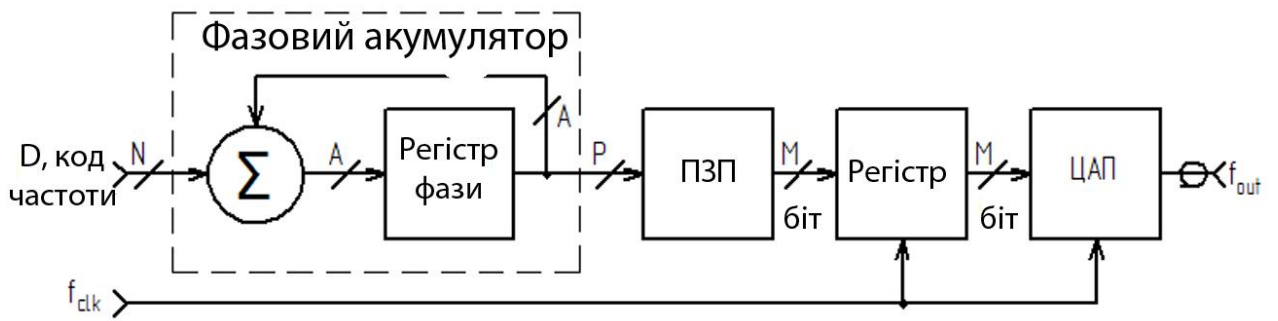 Фазовий акумулятор
D, код
частоти
N
Σ
A
Регістр
фази
A
P
ПЗП
M
біт
Регістр
M
біт
ЦАП
f_out
f_clk